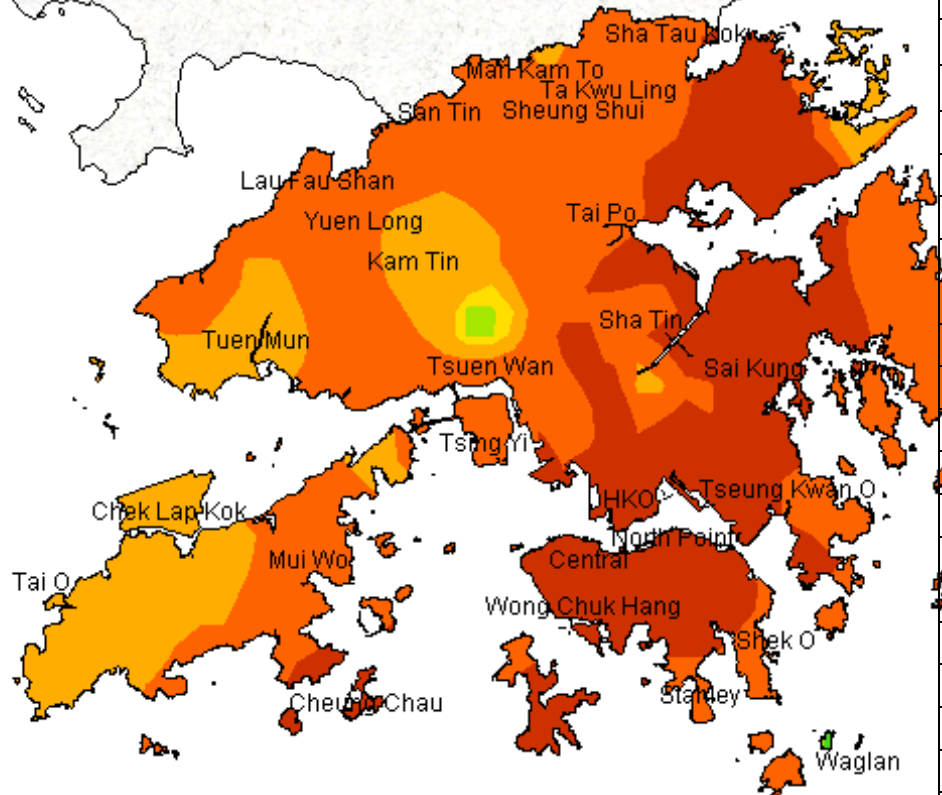 Sha Tau Kok
Man Kam To
Ta Kwu Ling
San Tin
Sheung Shui
Lau Fau Shan
Tai Po
Yuen Long
Kam Tin
Sha Tin
Tuen Mun
Tsuen Wan
Sai Kung
Tsing Yi
Tseung Kwan O
HKO
Chek Lap Kok
North Point
Mui Wo
Central
Tai O
Wong Chuk Hang
Shek O
Stanley
Cheung Chau
Waglan